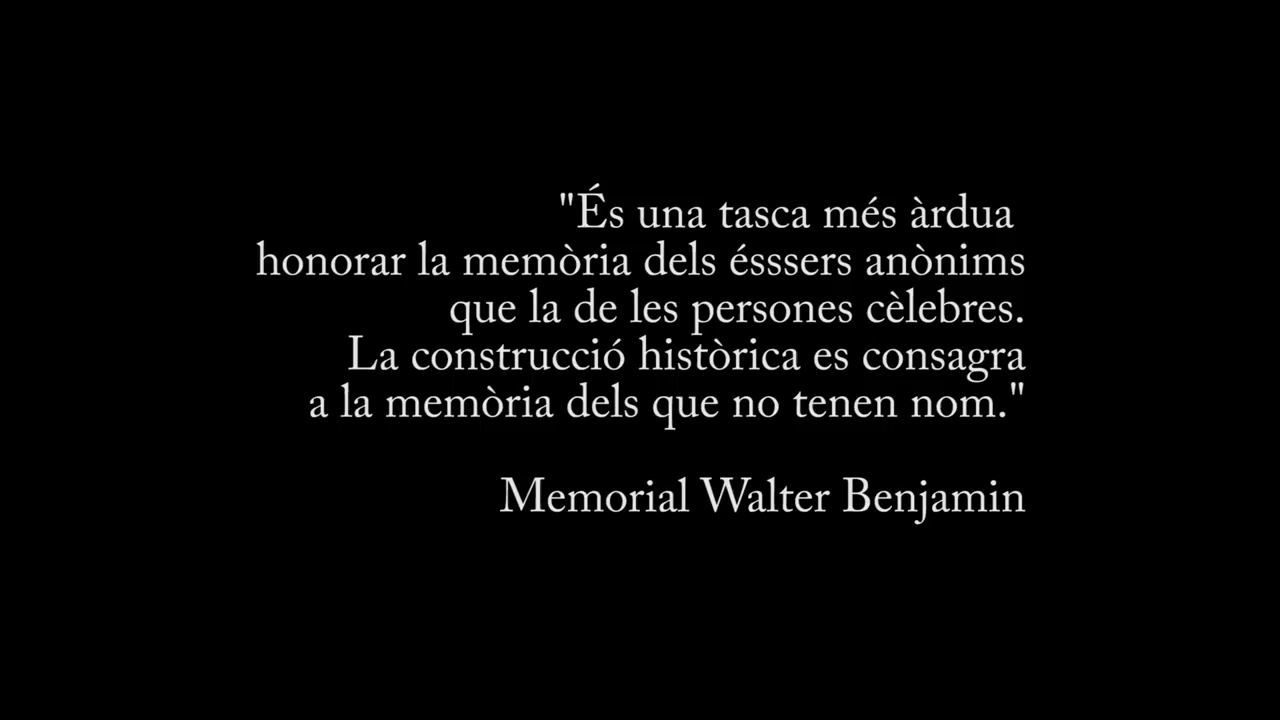 "És una tasca més àrdua
honorar la memòria dels ésssers anònims
que la de les persones cèlebres.
La construcció històrica es consagra
a la memòria dels que no tenen nom."
Memorial Walter Benjamin